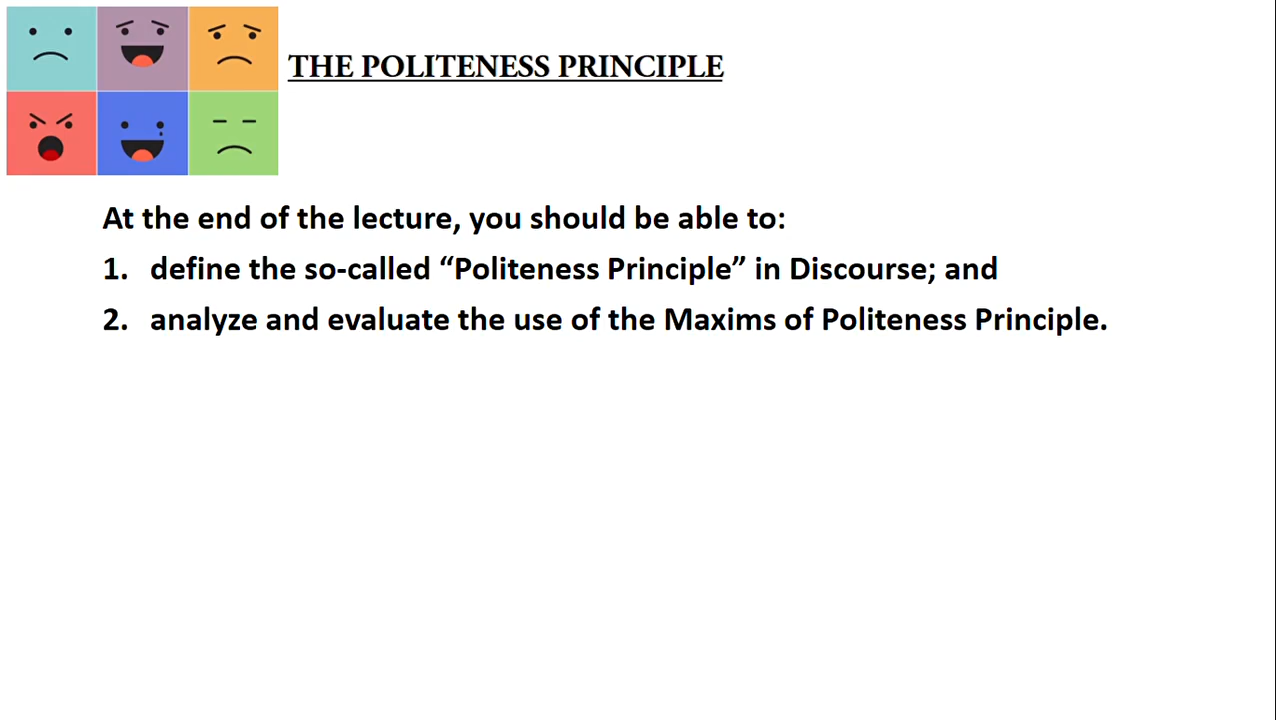 THE POLITENESS PRINCIPLE
At the end of the lecture, you should be able to:
1. define the so-called “Politeness Principle” in Discourse; and
2. analyze and evaluate the use of the Maxims of Politeness Principle.